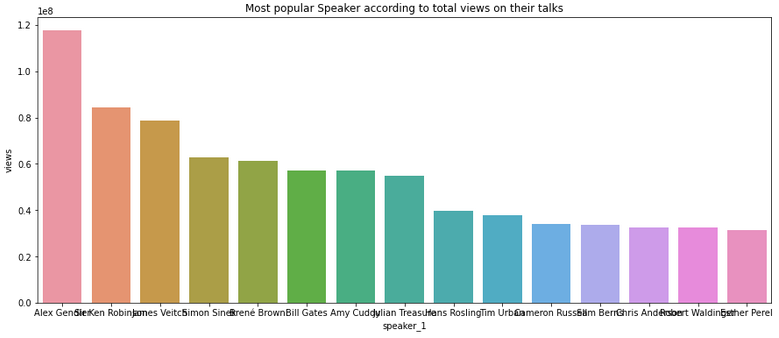 Most popular Speaker according to total views on their talks
1e8
1.2
1.0
0.8
0.6
0.4
0.2
0.0
views
Alex Gendler Sir Ken Robinson James Veitch Simon Sinek Brené Brown Bill Gates Amy Cuddy Julian Treasure Hans Rosling Tim Urban Cameron Russell Sam Berns Chris Anderson Robert Waldinger Esther Perel
speaker_1